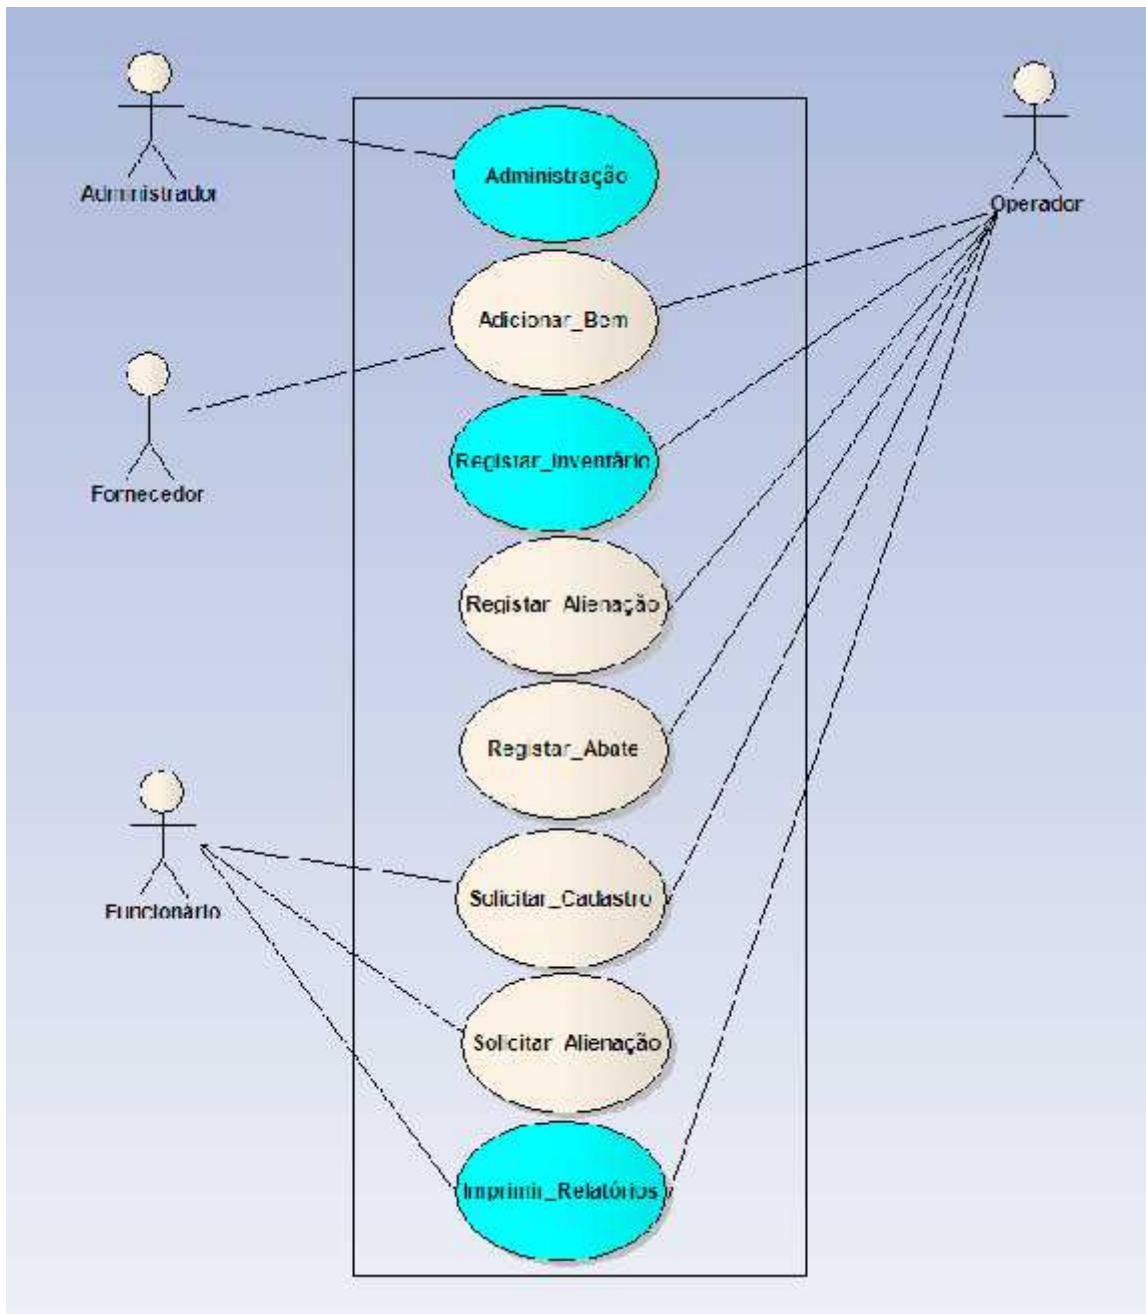 Administrador
Operador
Administração
Adicionar_Bem
Fornecedor
Registar_Inventário
Registar_Alienação
Registar_Abate
Funcionário
Solicitar_Cadastro
Solicitar_Alienação
Imprimir_Relatórios